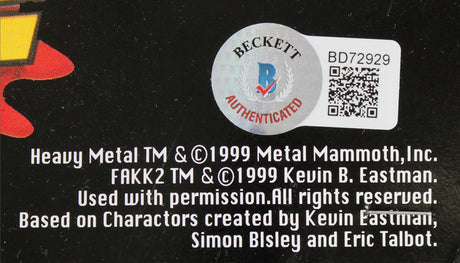 BECKETT
B
AUTHENTICATED
BD72929
Heavy Metal TM & ©1999 Metal Mammoth,Inc.
FAKK2 TM & ©1999 Kevin B. Eastman.
Used with permission.All rights reserved.
Based on Charactors created by Kevin Eastman,
Simon BIsley and Eric Talbot.